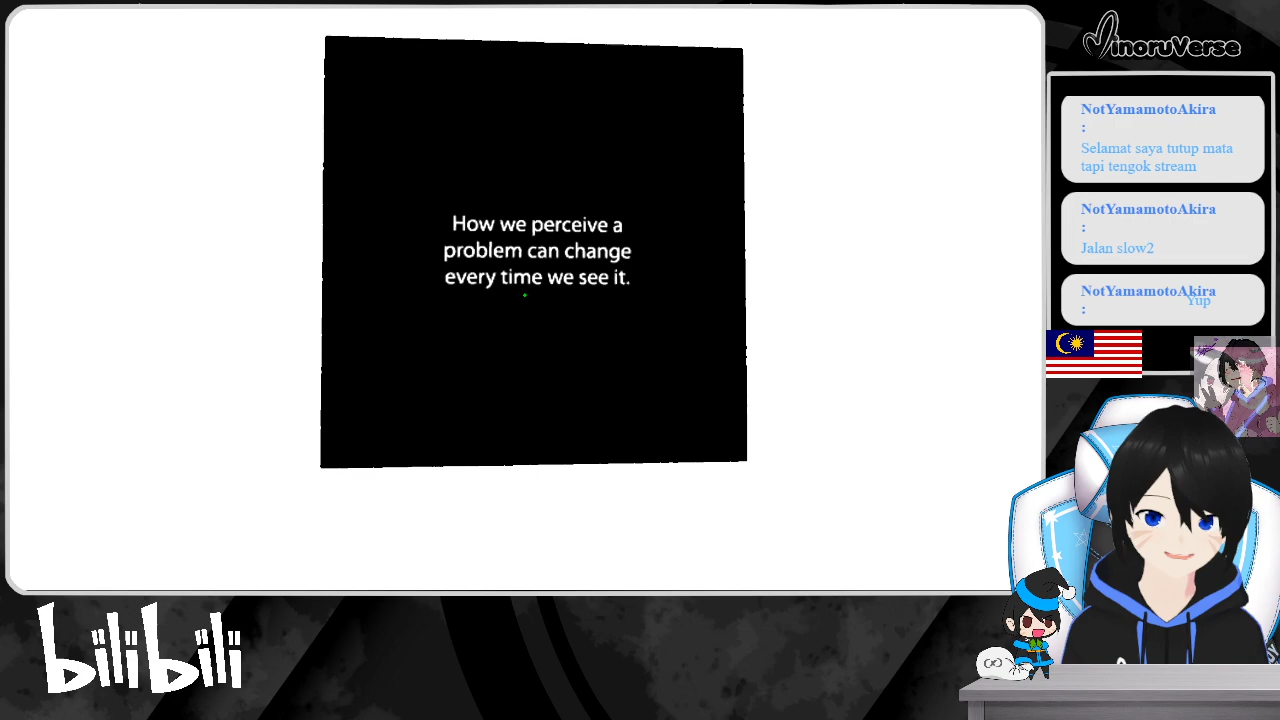 How we perceive a
problem can change
every time we see it.
MinoruVerse
NotYamamotoAkira
:
Selamat saya tutup mata
tapi tengok stream
NotYamamotoAkira
:
Jalan slow2
NotYamamotoAkira
:
Yup
bilibili